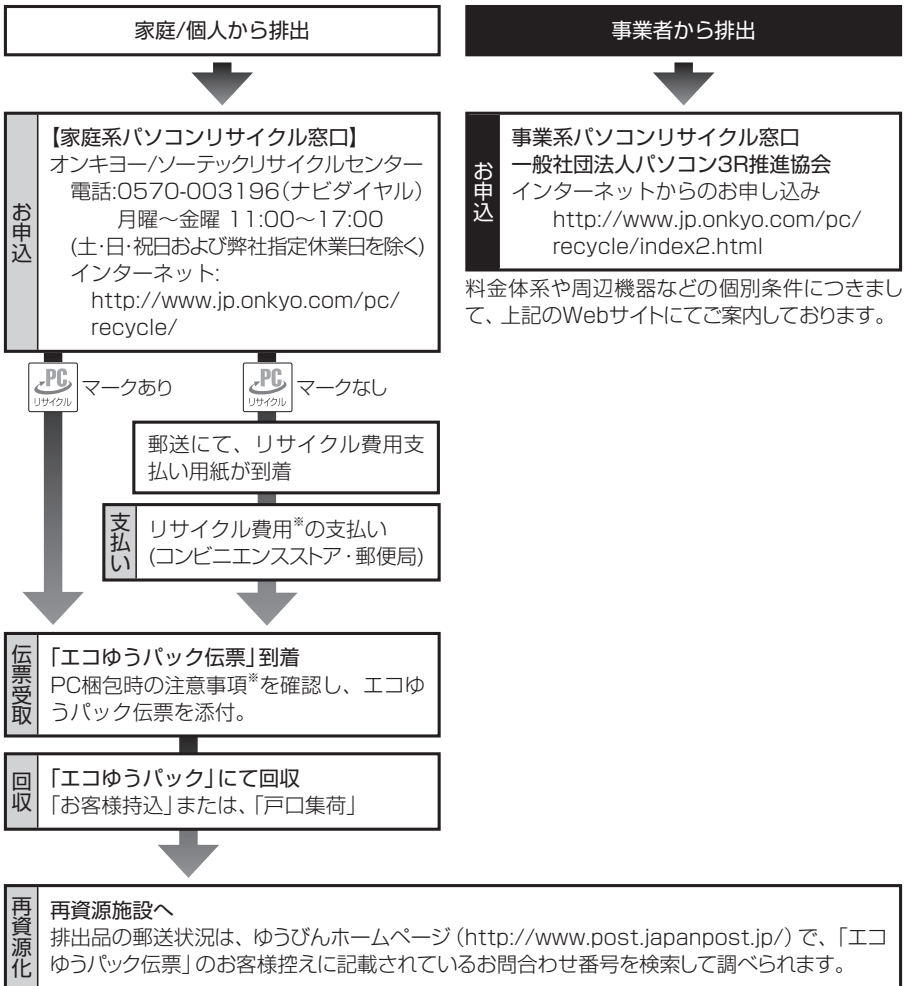 家庭/個人から排出
お申込
【家庭系パソコンリサイクル窓口】
オンキヨー/ソーテックリサイクルセンター
電話:0570-003196(ナビダイヤル)
月曜～金曜 11:00～17:00
(土・日・祝日および弊社指定休業日を除く)
インターネット:
http://www.jp.onkyo.com/pc/
recycle/
事業者から排出
お申込
事業系パソコンリサイクル窓口
一般社団法人パソコン3R推進協会
インターネットからのお申し込み
http://www.jp.onkyo.com/pc/
recycle/index2.html
料金体系や周辺機器などの個別条件につきまし
て、上記のWebサイトにてご案内しております。
PC
リサイクル
マークあり
PC
リサイクル
マークなし
郵送にて、リサイクル費用支
払い用紙が到着
支払い
リサイクル費用※の支払い
(コンビニエンスストア・郵便局)
伝票受取
「エコゆうパック伝票」到着
PC梱包時の注意事項※を確認し、エコゆ
うパック伝票を添付。
回収
「エコゆうパック」にて回収
「お客様持込」または、「戸口集荷」
再資源化
再資源施設へ
排出品の郵送状況は、ゆうびんホームページ(http://www.post.japanpost.jp/)で、「エコ
ゆうパック伝票」のお客様控えに記載されているお問合わせ番号を検索して調べられます。